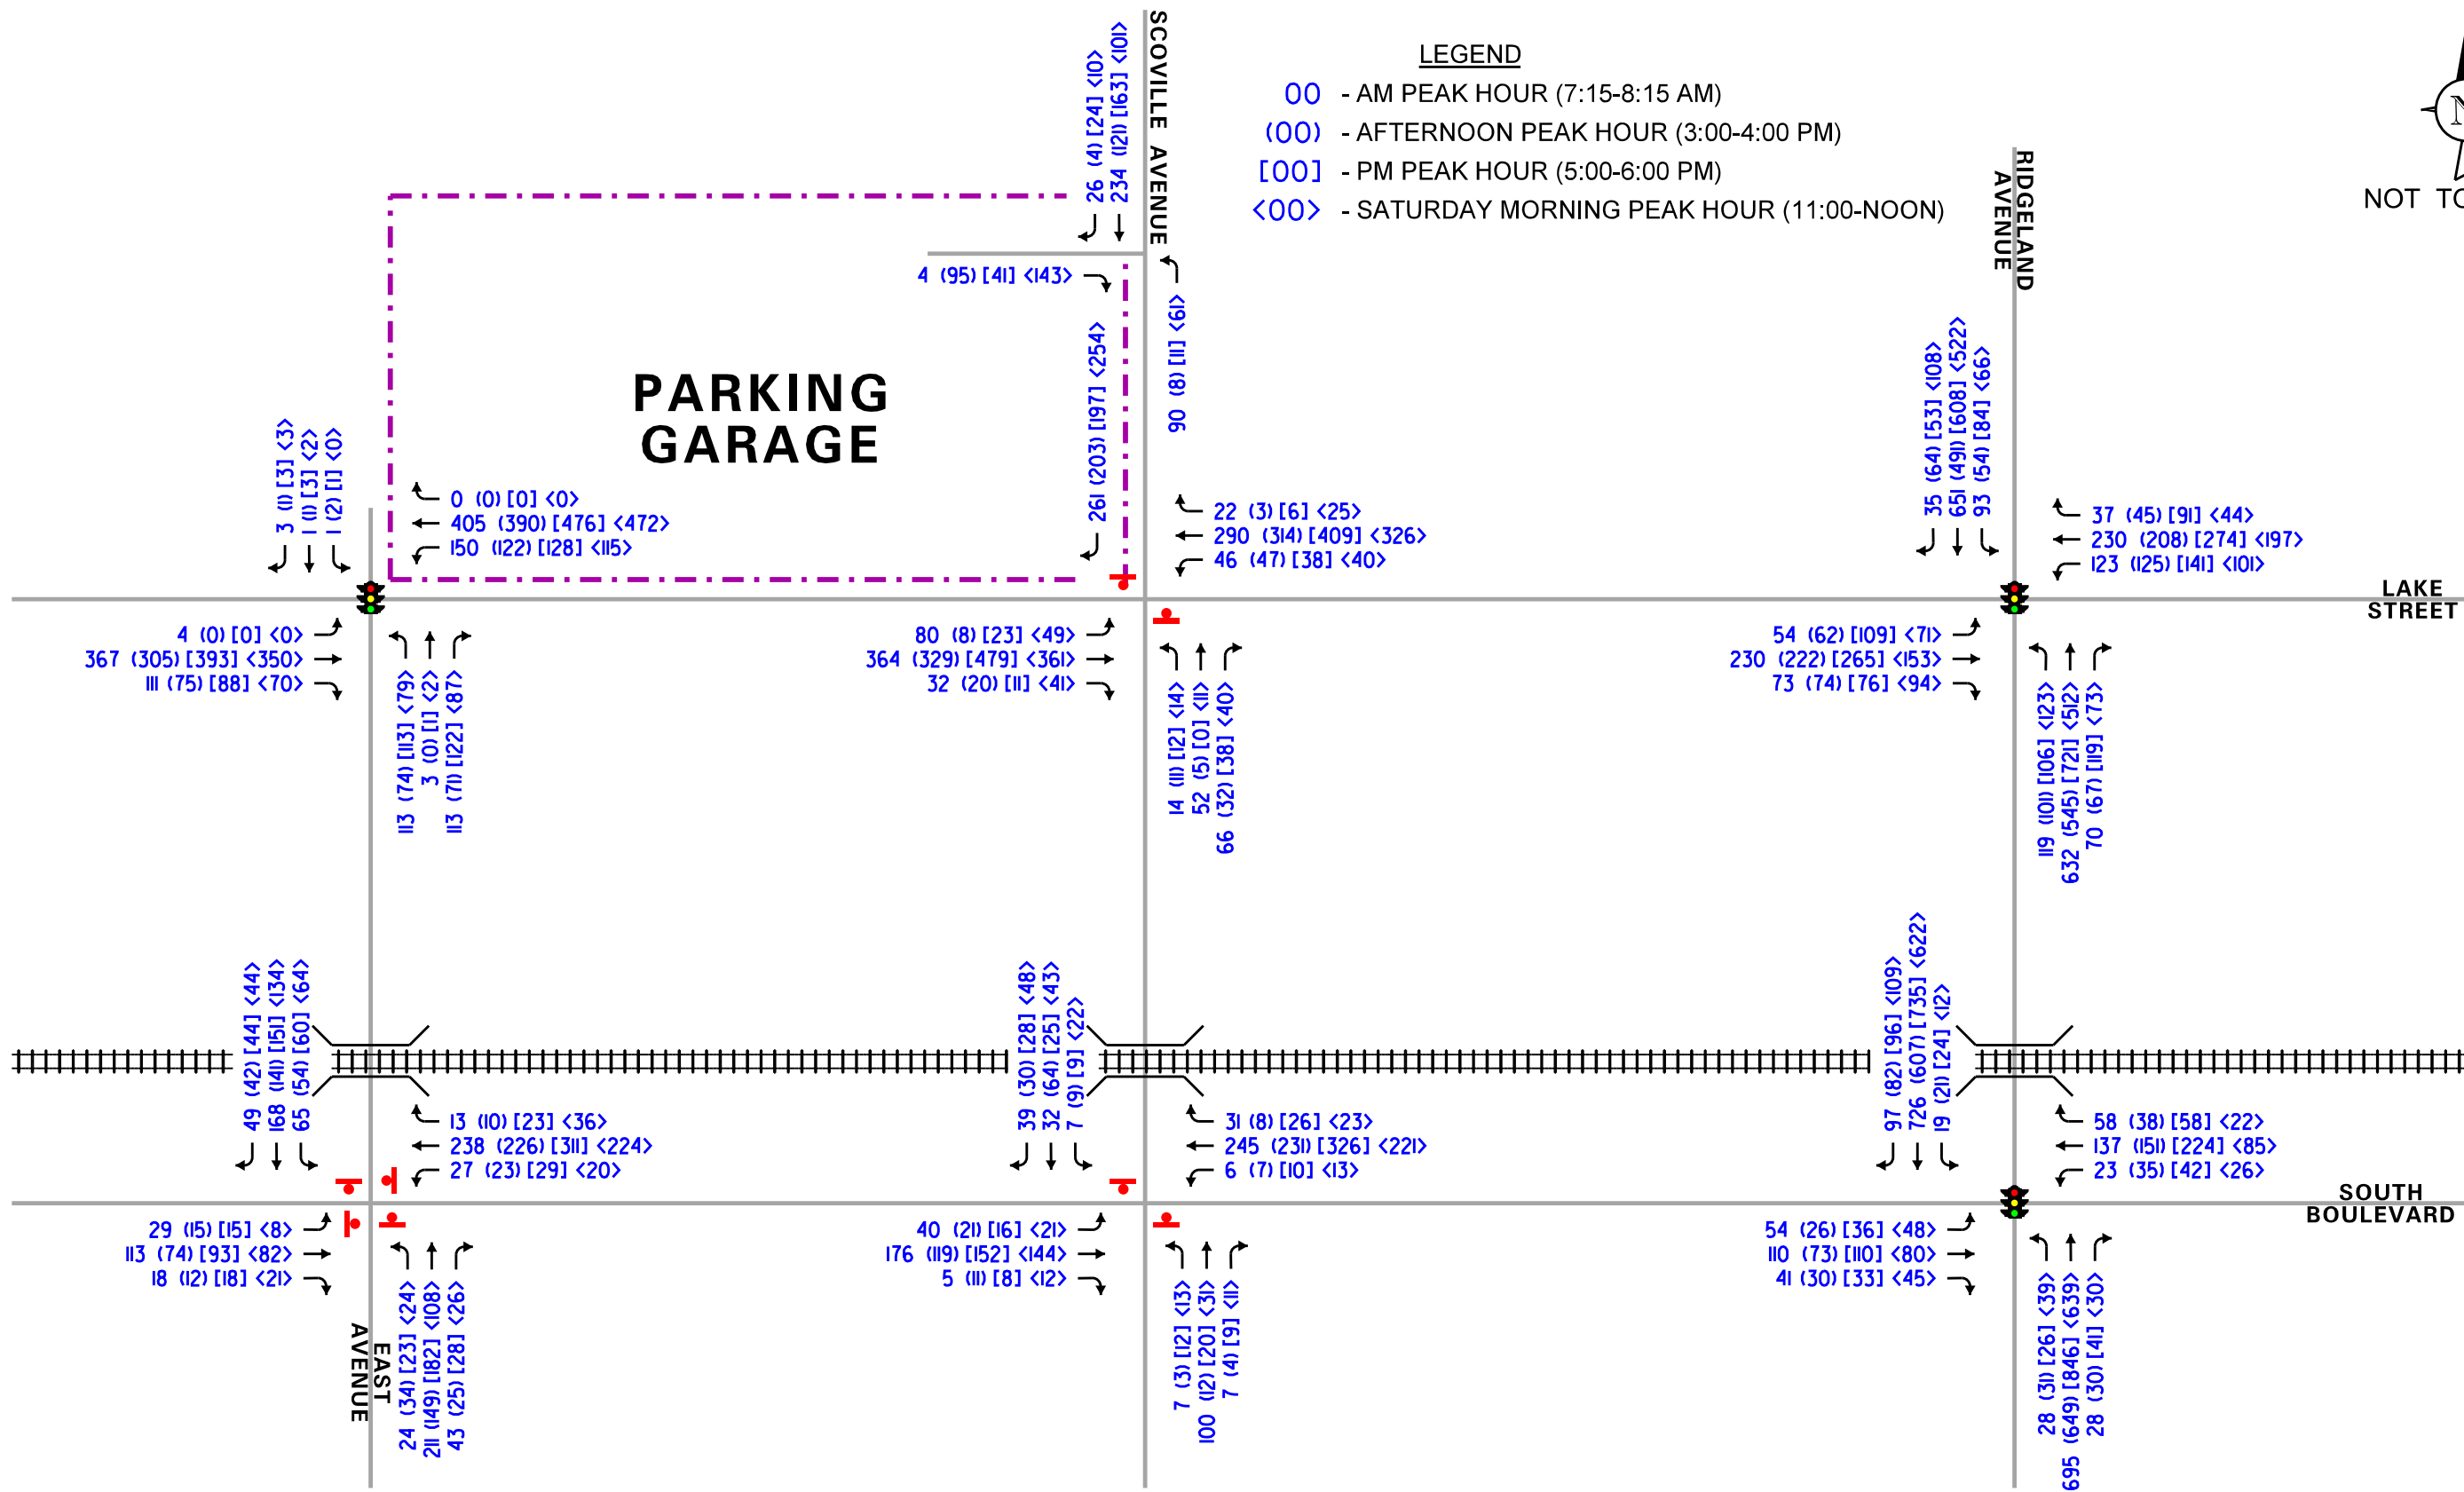 SCOVILLE AVENUE
26 (4) [24] <10>
234 (121) [163] <101>
LEGEND
00 - AM PEAK HOUR (7:15-8:15 AM)
(00) - AFTERNOON PEAK HOUR (3:00-4:00 PM)
[00] - PM PEAK HOUR (5:00-6:00 PM)
<00> - SATURDAY MORNING PEAK HOUR (11:00-NOON)
RIDGELAND
AVENUE
N
NOT TO
4 (95) [41] <143>
90 (8) [11] <19>
261 (203) [197] <254>
PARKING
GARAGE
3 (1) [3] <3>
1 (1) [3] <2>
1 (2) [1] <0>
0 (0) [0] <0>
405 (390) [476] <472>
150 (122) [128] <115>
22 (3) [6] <25>
290 (314) [409] <326>
46 (47) [38] <40>
35 (64) [53] <108>
651 (491) [608] <522>
93 (54) [84] <66>
37 (45) [91] <44>
230 (208) [274] <197>
123 (125) [141] <101>
LAKE
STREET
4 (0) [0] <0>
367 (305) [393] <350>
111 (75) [88] <70>
113 (74) [113] <79>
3 (0) [1] <2>
113 (71) [122] <87>
80 (8) [23] <49>
364 (329) [479] <361>
32 (20) [11] <41>
14 (11) [12] <14>
52 (5) [0] <11>
66 (32) [38] <40>
54 (62) [109] <71>
230 (222) [265] <153>
73 (74) [76] <94>
119 (101) [106] <123>
632 (545) [721] <512>
70 (67) [119] <73>
49 (42) [44] <44>
168 (141) [151] <134>
65 (54) [60] <64>
13 (10) [23] <36>
238 (226) [311] <224>
27 (23) [29] <20>
39 (30) [28] <48>
32 (64) [25] <43>
7 (9) [9] <22>
31 (8) [26] <23>
245 (231) [326] <221>
6 (7) [10] <13>
97 (82) [96] <109>
726 (607) [735] <622>
19 (21) [24] <12>
58 (38) [58] <22>
137 (151) [224] <85>
23 (35) [42] <26>
SOUTH
BOULEVARD
29 (15) [15] <8>
113 (74) [93] <82>
18 (12) [18] <21>
EAST
AVENUE
24 (34) [23] <24>
211 (149) [182] <108>
43 (25) [28] <26>
40 (21) [16] <21>
176 (119) [152] <144>
5 (11) [8] <12>
7 (3) [12] <13>
100 (12) [20] <31>
7 (4) [9] <11>
54 (26) [36] <48>
110 (73) [110] <80>
41 (30) [33] <45>
28 (31) [26] <39>
695 (649) [846] <639>
28 (30) [41] <30>